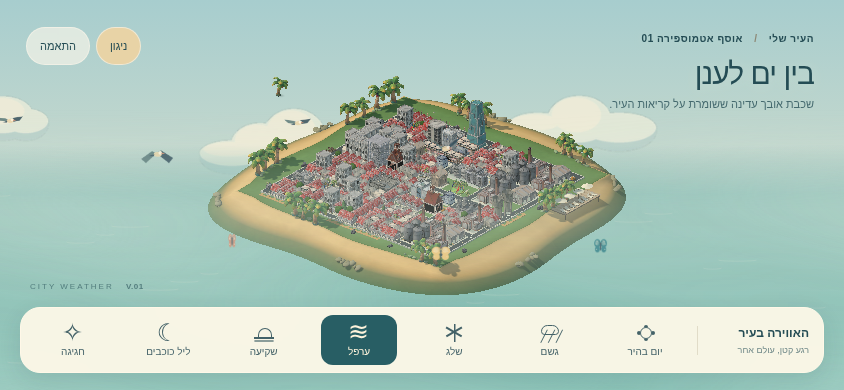 העיר שלי / אוסף אטמוספירה 01
בין ים לענן
שכבת אובך עדינה ששומרת על קריאות העיר.
ניגון
התאמה
CITY WEATHER V.01
האווירה בעיר
רגע קטן, עולם אחר
יום בהיר
גשם
שלג
ערפל
שקיעה
ליל כוכבים
חגיגה